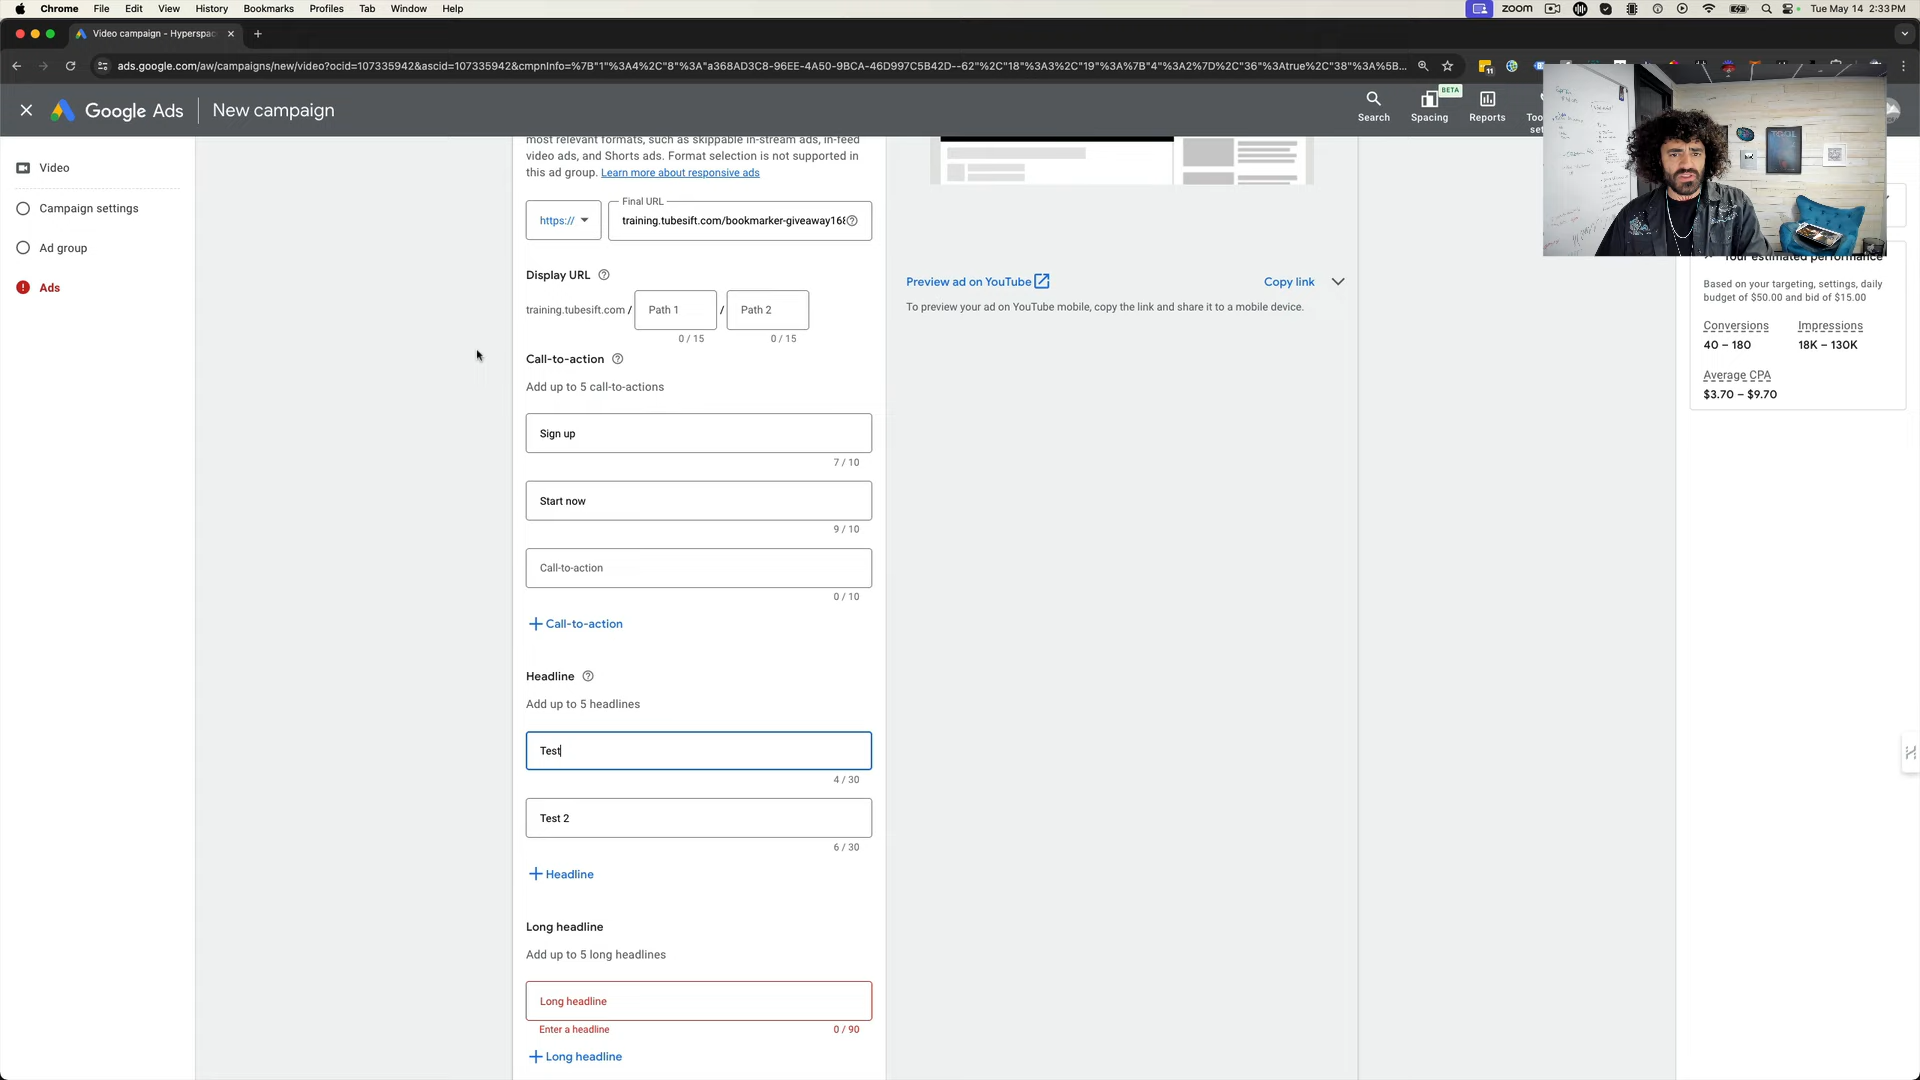 Chrome File Edit View History Bookmarks Profiles Tab Window Help
zoom
Tue May 14 2:33 PM
Video campaign - Hyperspac
ads.google.com/aw/campaigns/new/video?ocid=107335942&ascid=107335942&cmpnInfo=%7B"1"%3A4%2C"8"%3A"a368AD3C8-96EE-4A50-9BCA-46D997C5B42D--62"%2C"18"%3A3%2C"19"%3A%7B"4"%3A2%7D%2C"36"%3Atrue%2C"38"%3A%5B...
11
Google Ads
New campaign
Search
BETA
Spacing
Reports
Video
Campaign settings
Ad group
Ads
most relevant formats, such as skippable in-stream ads, in-feed
video ads, and Shorts ads. Format selection is not supported in
this ad group. Learn more about responsive ads
Final URL
https://
training.tubesift.com/bookmarker-giveaway168
Display URL
training.tubesift.com / Path 1 / Path 2
0 / 15
0 / 15
Call-to-action
Add up to 5 call-to-actions
Sign up
7 / 10
Start now
9 / 10
Call-to-action
0 / 10
+ Call-to-action
Headline
Add up to 5 headlines
Test
4 / 30
Test 2
6 / 30
+ Headline
Long headline
Add up to 5 long headlines
Long headline
Enter a headline
0 / 90
+ Long headline
Preview ad on YouTube
Copy link
To preview your ad on YouTube mobile, copy the link and share it to a mobile device.
TOOL
Your estimated performance
Based on your targeting, settings, daily
budget of $50.00 and bid of $15.00
Conversions
Impressions
40 – 180
18K – 130K
Average CPA
$3.70 – $9.70